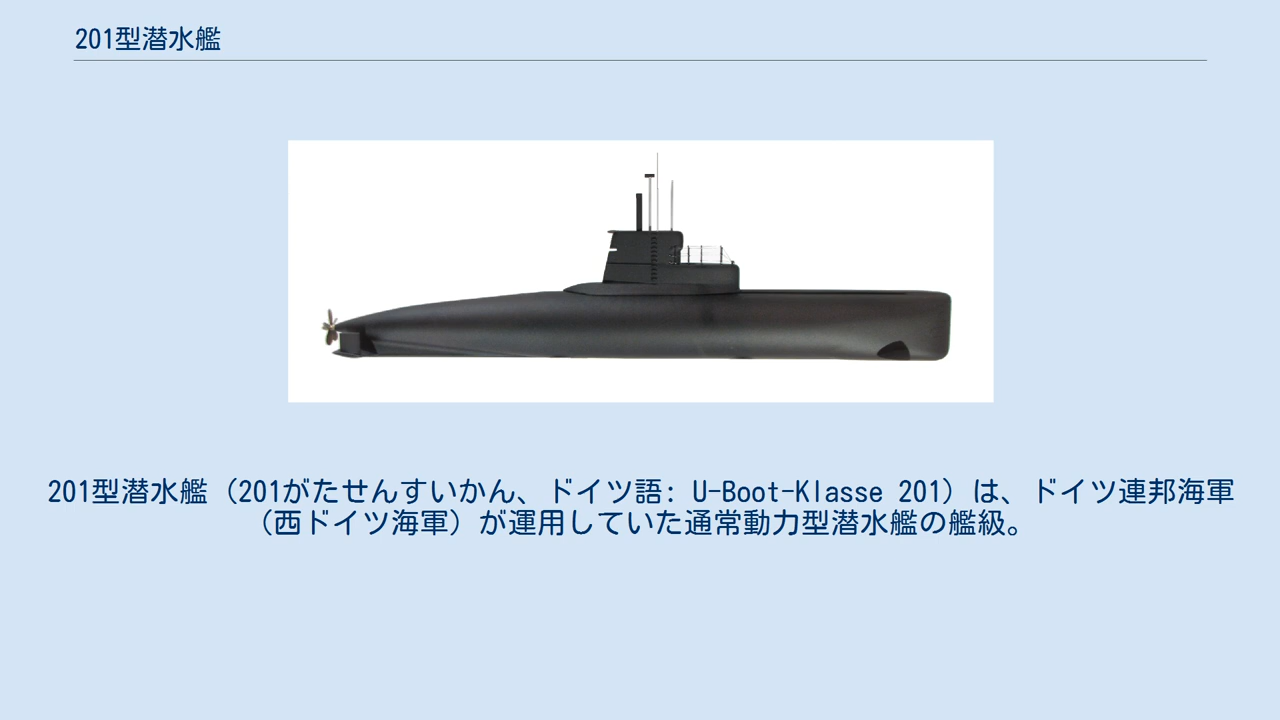 201型潜水艦
201型潜水艦（201がたせんすいかん、ドイツ語: U-Boot-Klasse 201）は、ドイツ連邦海軍
（西ドイツ海軍）が運用していた通常動力型潜水艦の艦級。